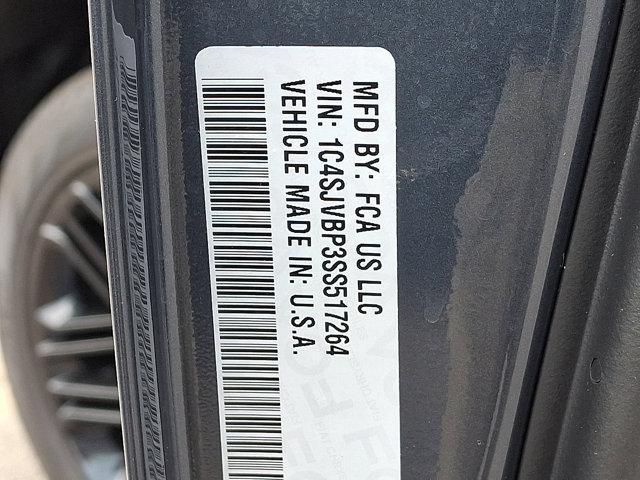 MFD BY: FCA US LLC
VIN: 1C4SJVBP3SS517264
VEHICLE MADE IN: U.S.A.